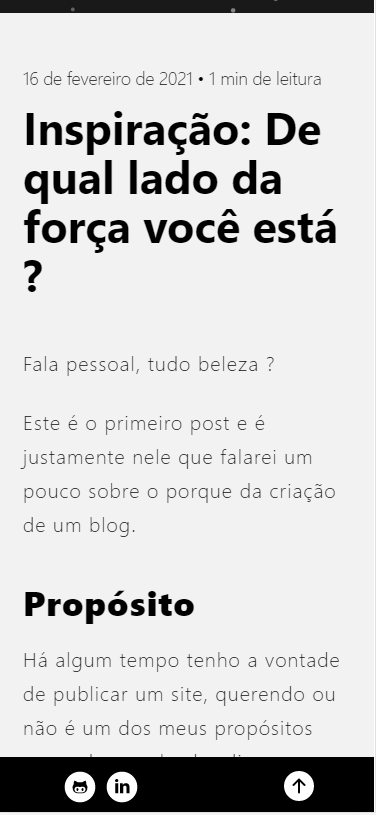 16 de fevereiro de 2021 • 1 min de leitura
Inspiração: De
qual lado da
força você está
?
Fala pessoal, tudo beleza ?
Este é o primeiro post e é
justamente nele que falarei um
pouco sobre o porque da criação
de um blog.
Propósito
Há algum tempo tenho a vontade
de publicar um site, querendo ou
não é um dos meus propósitos
in